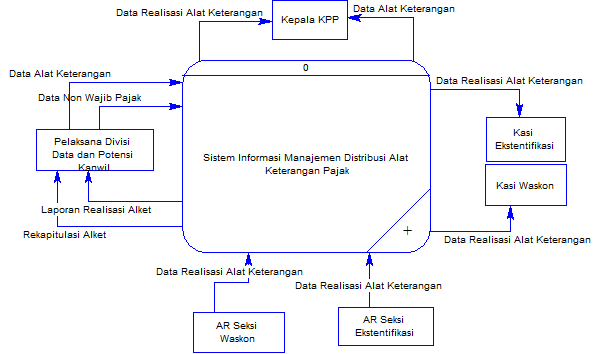 Data Realisasi Alat Keterangan
Kepala KPP
Data Alat Keterangan
0
Data Alat Keterangan
Data Non Wajib Pajak
Data Realisasi Alat Keterangan
Pelaksana Divisi
Data dan Potensi
Kanwil
Sistem Informasi Manajemen Distribusi Alat
Keterangan Pajak
Kasi
Ekstentifikasi
Kasi Waskon
Laporan Realisasi Alket
Rekapitulasi Alket
+
Data Realisasi Alat Keterangan
Data Realisasi Alat Keterangan
Data Realisasi Alat Keterangan
AR Seksi
Waskon
AR Seksi
Ekstentifikasi